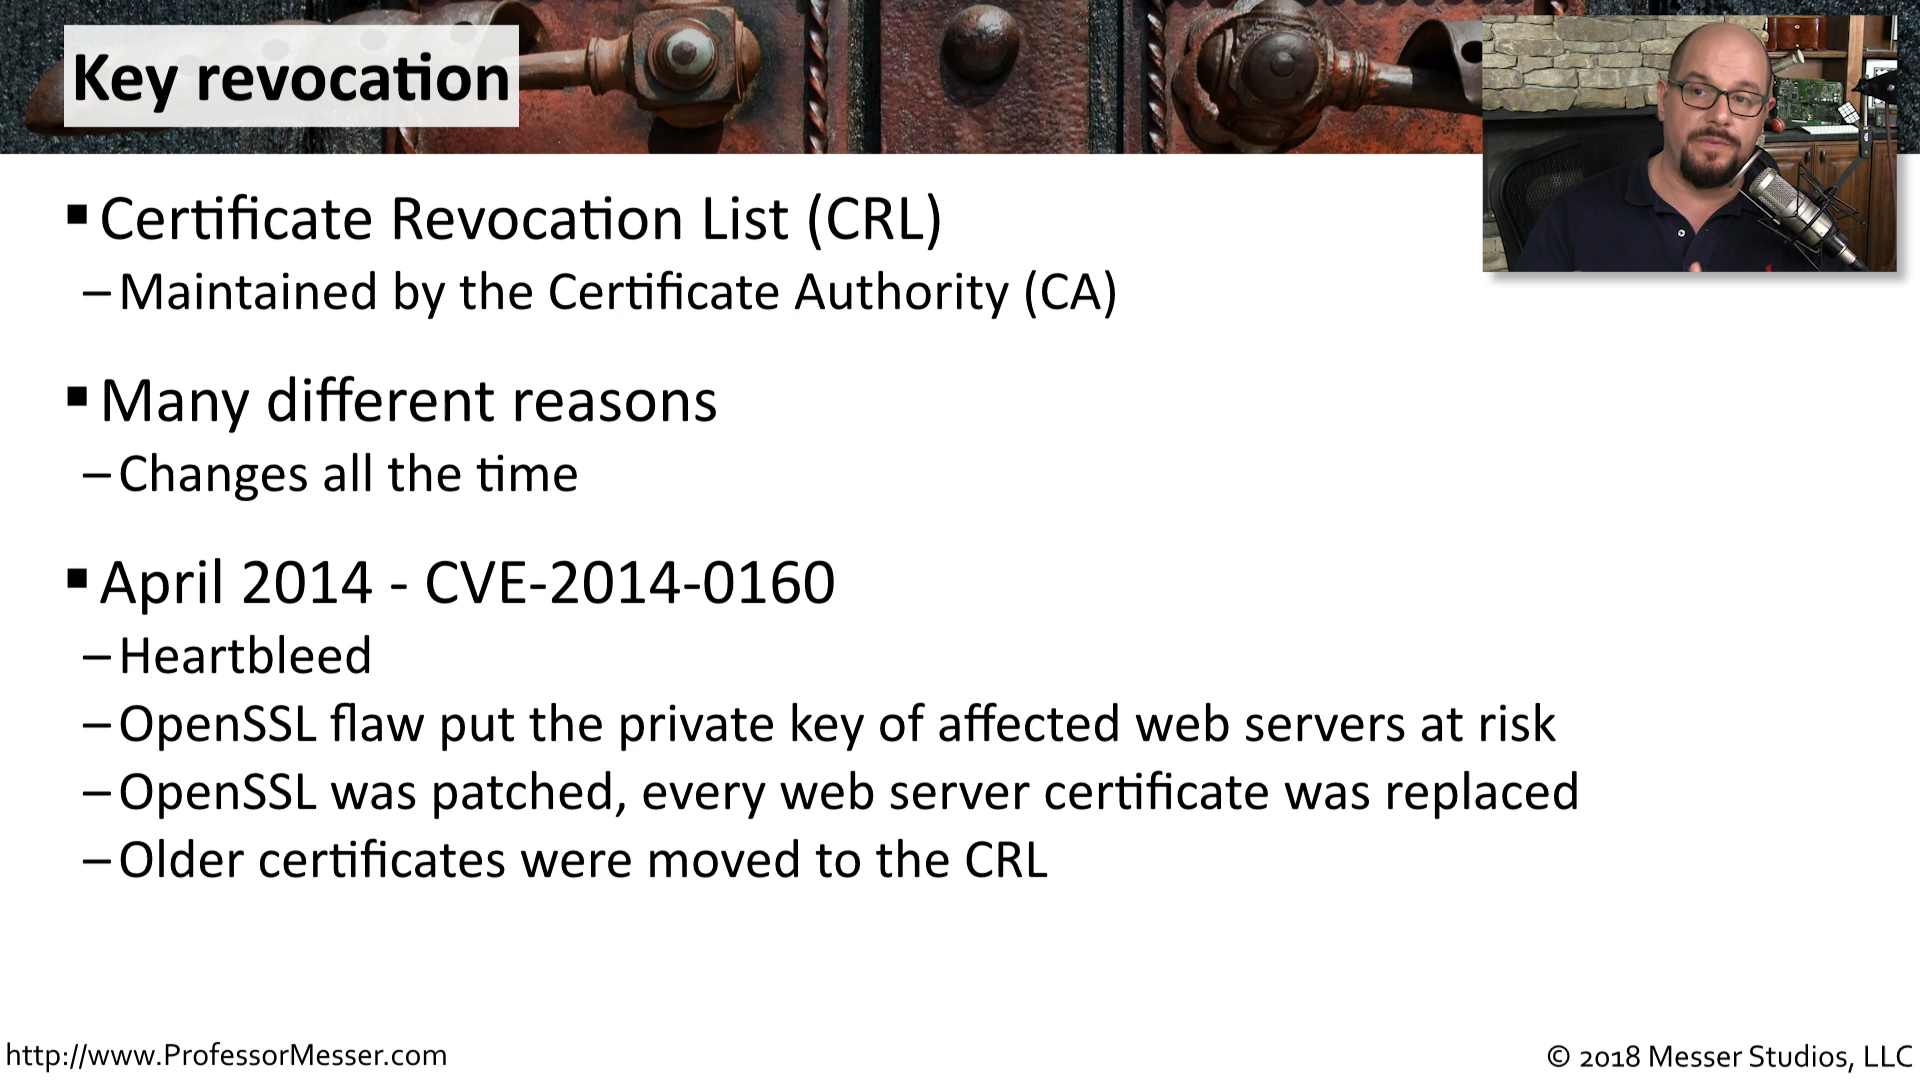 Key revocation
Certificate Revocation List (CRL)
– Maintained by the Certificate Authority (CA)
Many different reasons
– Changes all the time
April 2014 - CVE-2014-0160
– Heartbleed
– OpenSSL flaw put the private key of affected web servers at risk
– OpenSSL was patched, every web server certificate was replaced
– Older certificates were moved to the CRL
http://www.ProfessorMesser.com
© 2018 Messer Studios, LLC